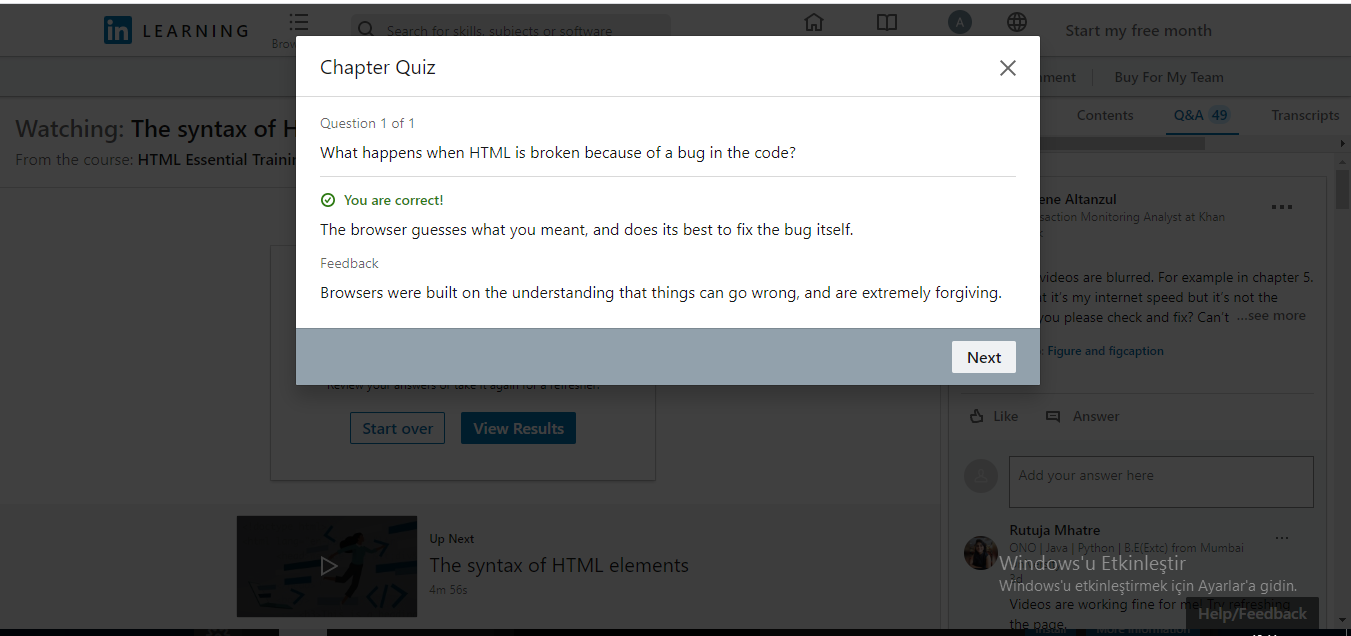 in LEARNING
Search for skills, subjects or software
A
Start my free month
Buy For My Team
Watching: The syntax of H
From the course: HTML Essential Trainin
Contents
Q&A 49
Transcripts
Chapter Quiz
Question 1 of 1
What happens when HTML is broken because of a bug in the code?
You are correct!
The browser guesses what you meant, and does its best to fix the bug itself.
Feedback
Browsers were built on the understanding that things can go wrong, and are extremely forgiving.
Next
Review your answers or take it again for a refresher.
Start over
View Results
Up Next
The syntax of HTML elements
4m 56s
ene Altanzul
saction Monitoring Analyst at Khan
videos are blurred. For example in chapter 5.
t it's my internet speed but it's not the
you please check and fix? Can't ...see more
: Figure and figcaption
Like
Answer
Add your answer here
Rutuja Mhatre
ONO | Java | Python | B.E(Extc) from Mumbai
Windows'u Etkinleştir
Windows'u etkinleştirmek için Ayarlar'a gidin.
Videos are working fine for me! Try refreshing
the page.
Help/Feedback